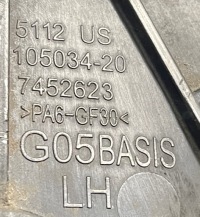 5112 US
105034-20
7452623
>PA6-GF30<
G05BASIS
LH